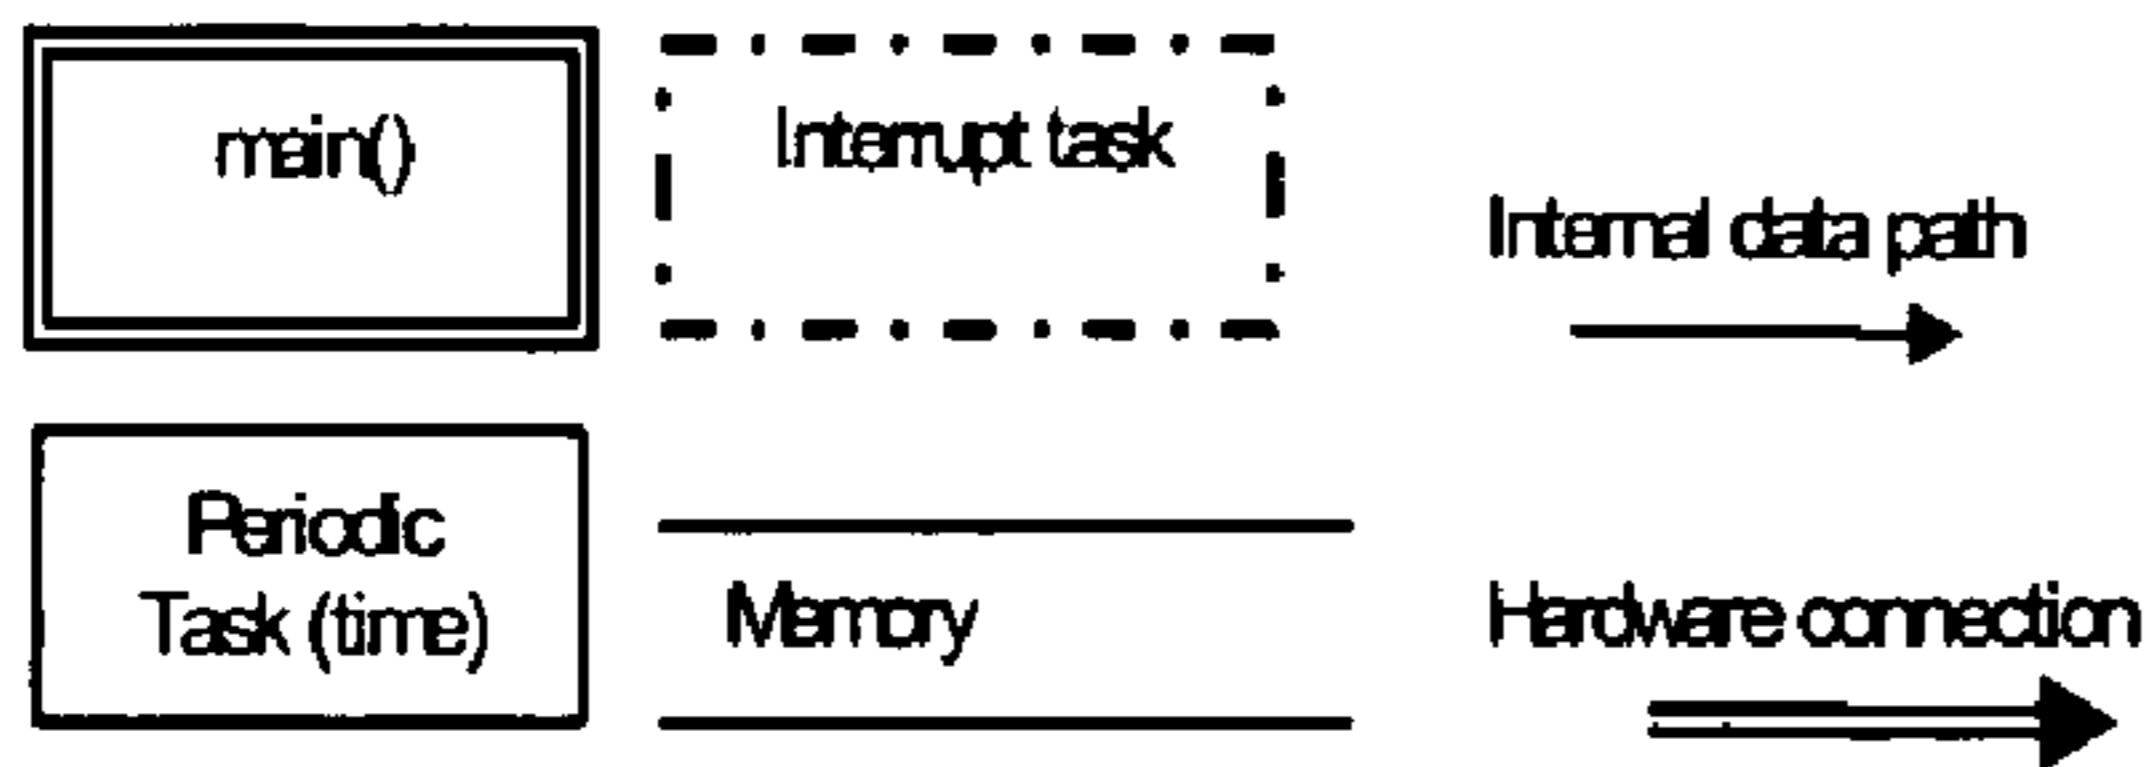 main()
Interrupt task
Internal data path
Periodic
Task (time)
Memory
Hardware connection